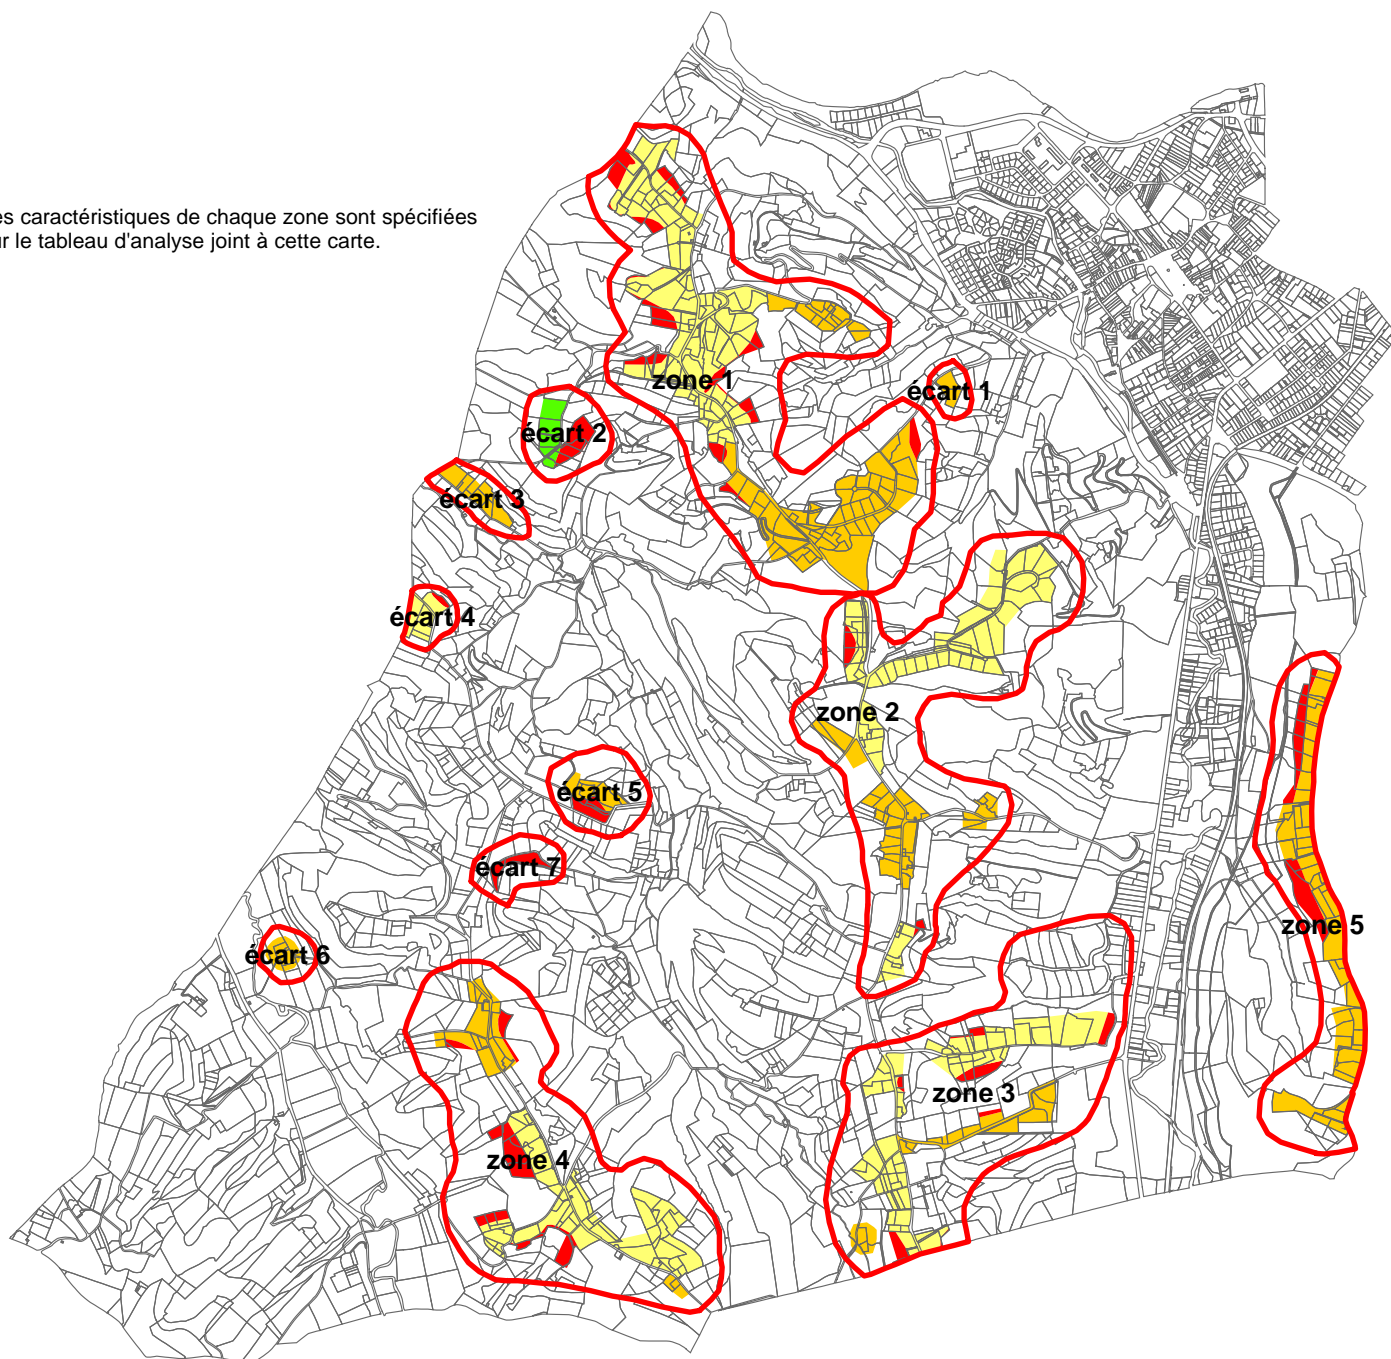 es caractéristiques de chaque zone sont spécifiées
ur le tableau d'analyse joint à cette carte.
zone 1
écart 1
écart 2
écart 3
écart 4
zone 2
écart 5
écart 7
zone 5
écart 6
zone 3
zone 4